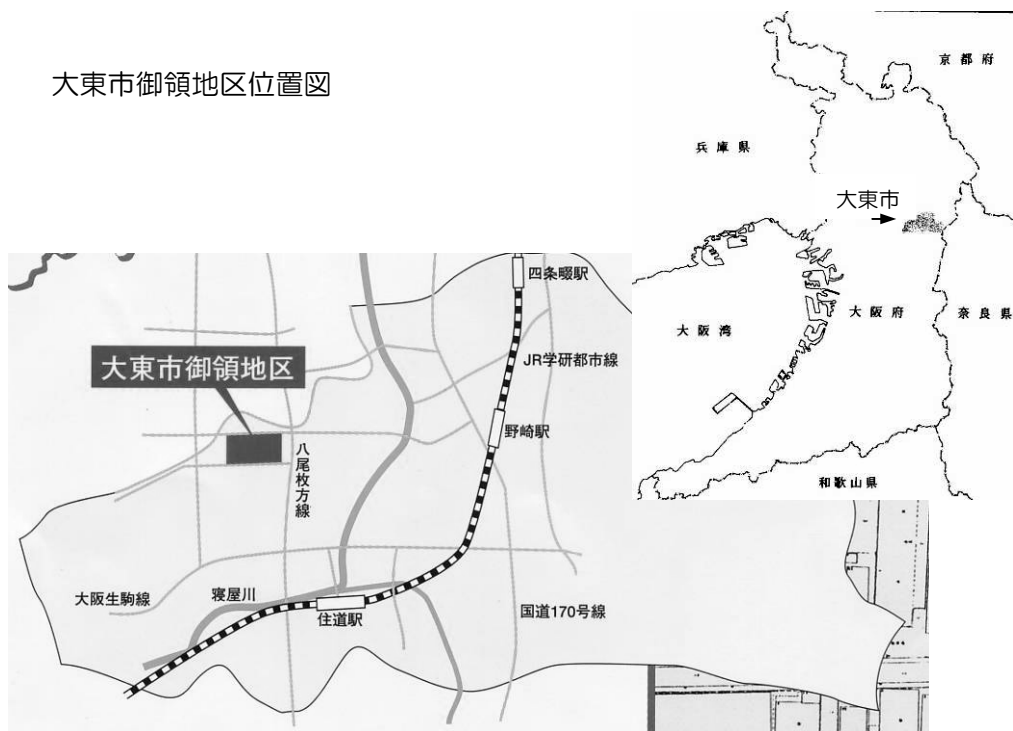 大東市御領地区位置図
京都府
兵庫県
大東市
大阪湾
大阪府
奈良県
和歌山県
四条畷駅
JR学研都市線
大東市御領地区
野崎駅
八尾枚方線
大阪生駒線
寝屋川
住道駅
国道170号線